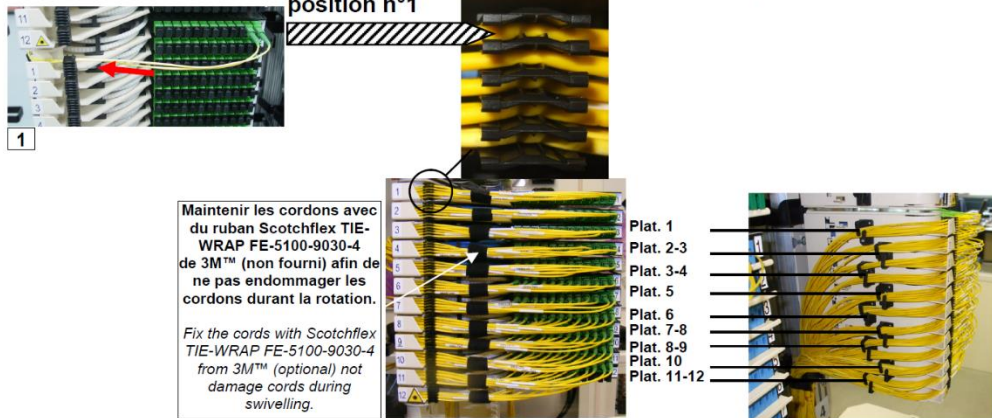 position n°1
11
12
1
2
3
1
Maintenir les cordons avec
du ruban Scotchflex TIE-
WRAP FE-5100-9030-4
de 3M™ (non fourni) afin de
ne pas endommager les
cordons durant la rotation.
Fix the cords with Scotchflex
TIE-WRAP FE-5100-9030-4
from 3M™ (optional) not
damage cords during
swivelling.
1
2
3
4
5
6
7
8
9
10
11
12
Plat. 1
Plat. 2-3
Plat. 3-4
Plat. 5
Plat. 6
Plat. 7-8
Plat. 8-9
Plat. 10
Plat. 11-12